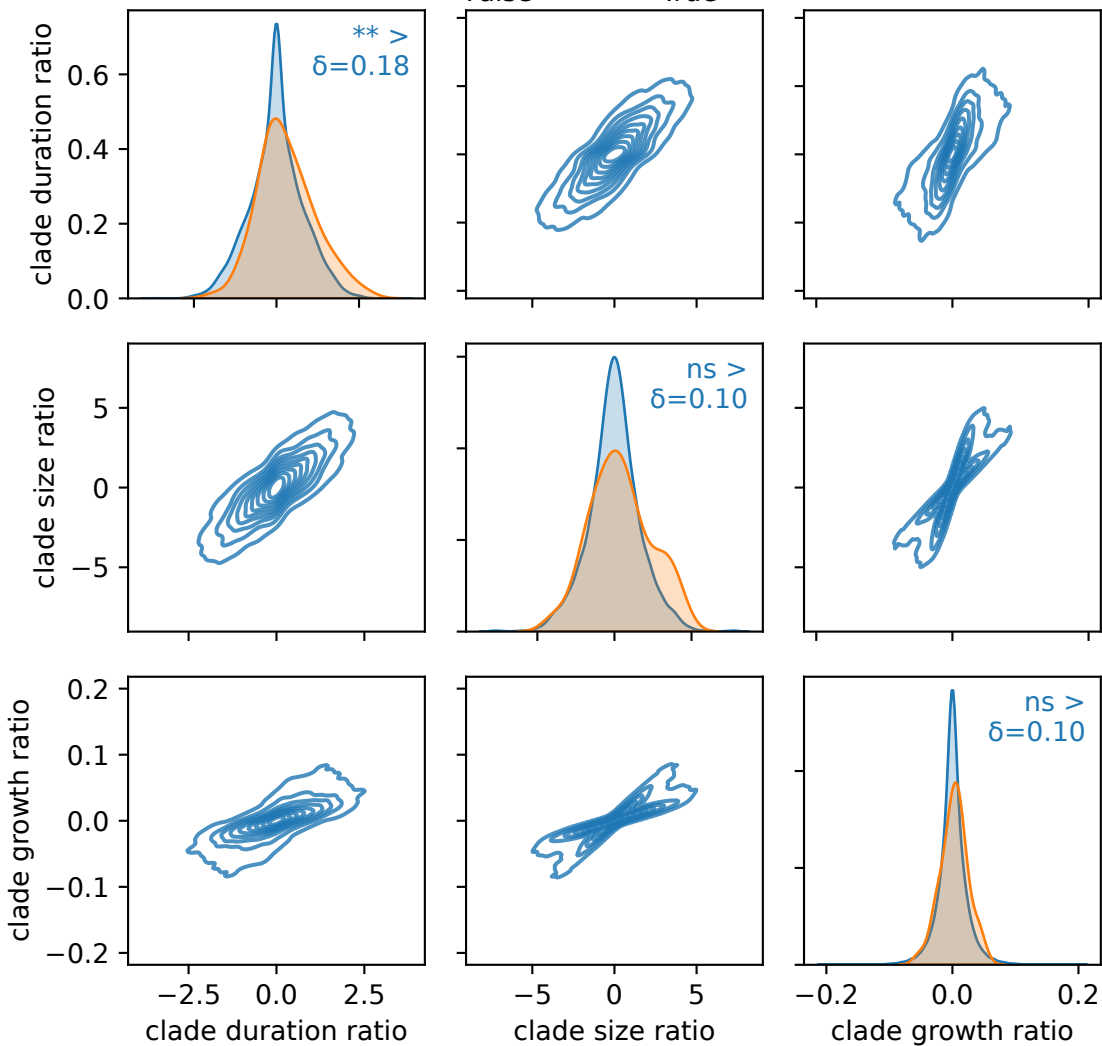 clade duration ratio
0.6
0.4
0.2
0.0
** >
δ=0.18
clade size ratio
5
0
−5
ns >
δ=0.10
clade growth ratio
0.2
0.1
0.0
−0.1
−0.2
ns >
δ=0.10
−2.5 0.0 2.5
−5 0 5
−0.2 0.0 0.2
clade duration ratio
clade size ratio
clade growth ratio